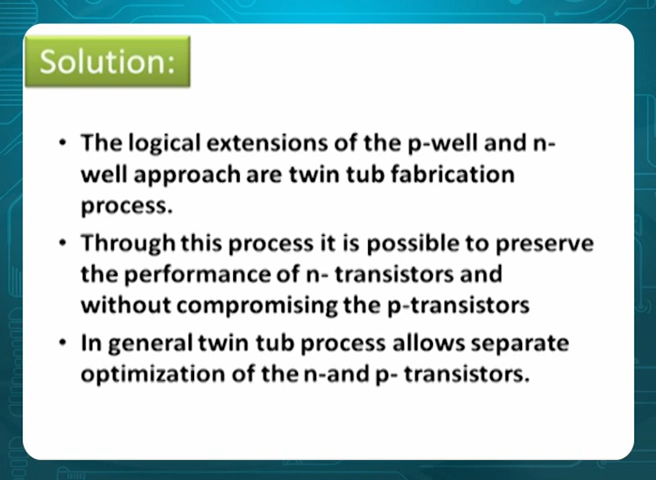 Solution:
• The logical extensions of the p-well and n-
well approach are twin tub fabrication
process.
• Through this process it is possible to preserve
the performance of n- transistors and
without compromising the p-transistors
• In general twin tub process allows separate
optimization of the n-and p- transistors.